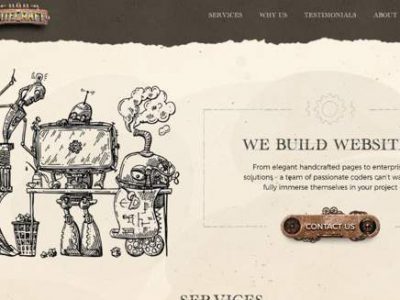 SERVICES WHY US TESTIMONIALS ABOUT
WE BUILD WEBSITE
From elegant handcrafted pages to enterpris
solutions - a team of passionate coders can't wa
fully immerse themselves in your project
CONTACT US
SERVICES